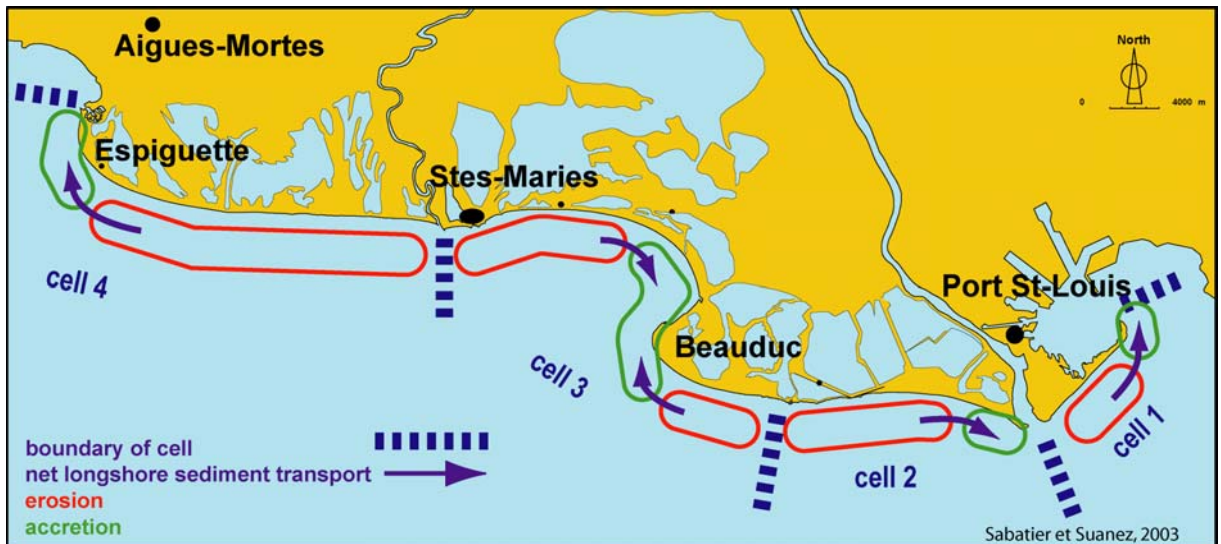 Aigues-Mortes
North
0 4000 m
Espiguette
Stes-Maries
cell 4
Port St-Louis
Beauduc
cell 3
cell 1
cell 2
boundary of cell
net longshore sediment transport
erosion
accretion
Sabatier et Suanez, 2003